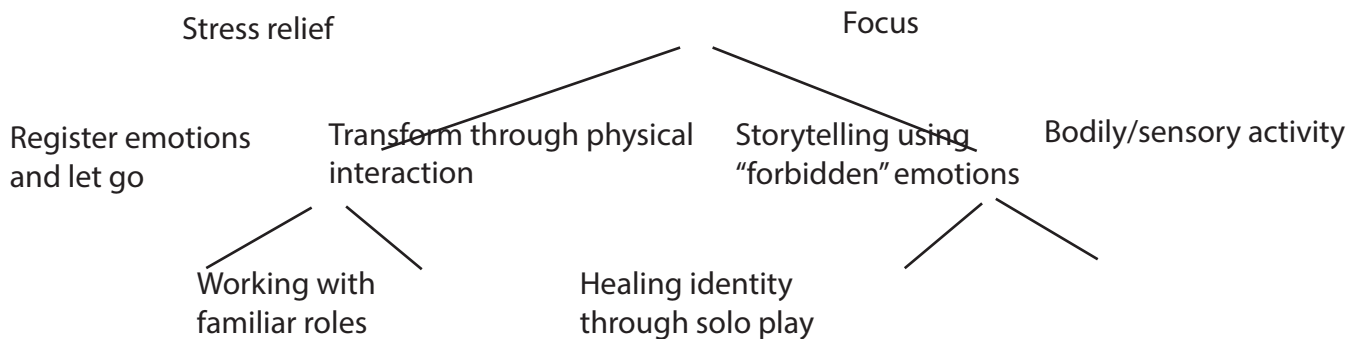 Stress relief
Focus
Register emotions
and let go
Transform through physical
interaction
Storytelling using
“forbidden” emotions
Bodily/sensory activity
Working with
familiar roles
Healing identity
through solo play